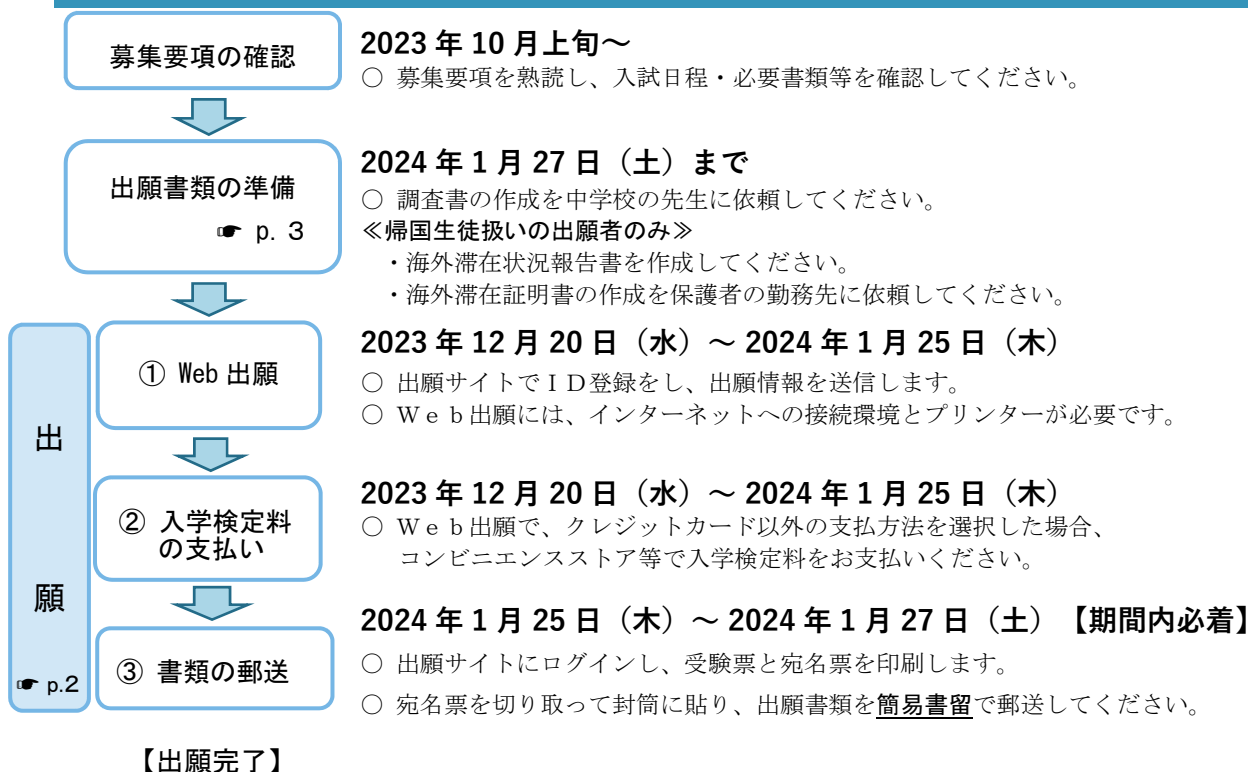 募集要項の確認
2023 年 10 月上旬～
○ 募集要項を熟読し、入試日程・必要書類等を確認してください。
出願書類の準備
☛ p. 3
2024 年 1 月 27 日（土）まで
○ 調査書の作成を中学校の先生に依頼してください。
≪帰国生徒扱いの出願者のみ≫
・海外滞在状況報告書を作成してください。
・海外滞在証明書の作成を保護者の勤務先に依頼してください。
出願
☛ p.2
① Web 出願
2023 年 12 月 20 日（水）～ 2024 年 1 月 25 日（木）
○ 出願サイトでＩＤ登録をし、出願情報を送信します。
○ Ｗｅｂ出願には、インターネットへの接続環境とプリンターが必要です。
② 入学検定料
の支払い
2023 年 12 月 20 日（水）～ 2024 年 1 月 25 日（木）
○ Ｗｅｂ出願で、クレジットカード以外の支払方法を選択した場合、
コンビニエンスストア等で入学検定料をお支払いください。
③ 書類の郵送
2024 年 1 月 25 日（木）～ 2024 年 1 月 27 日（土）【期間内必着】
○ 出願サイトにログインし、受験票と宛名票を印刷します。
○ 宛名票を切り取って封筒に貼り、出願書類を簡易書留で郵送してください。
【出願完了】